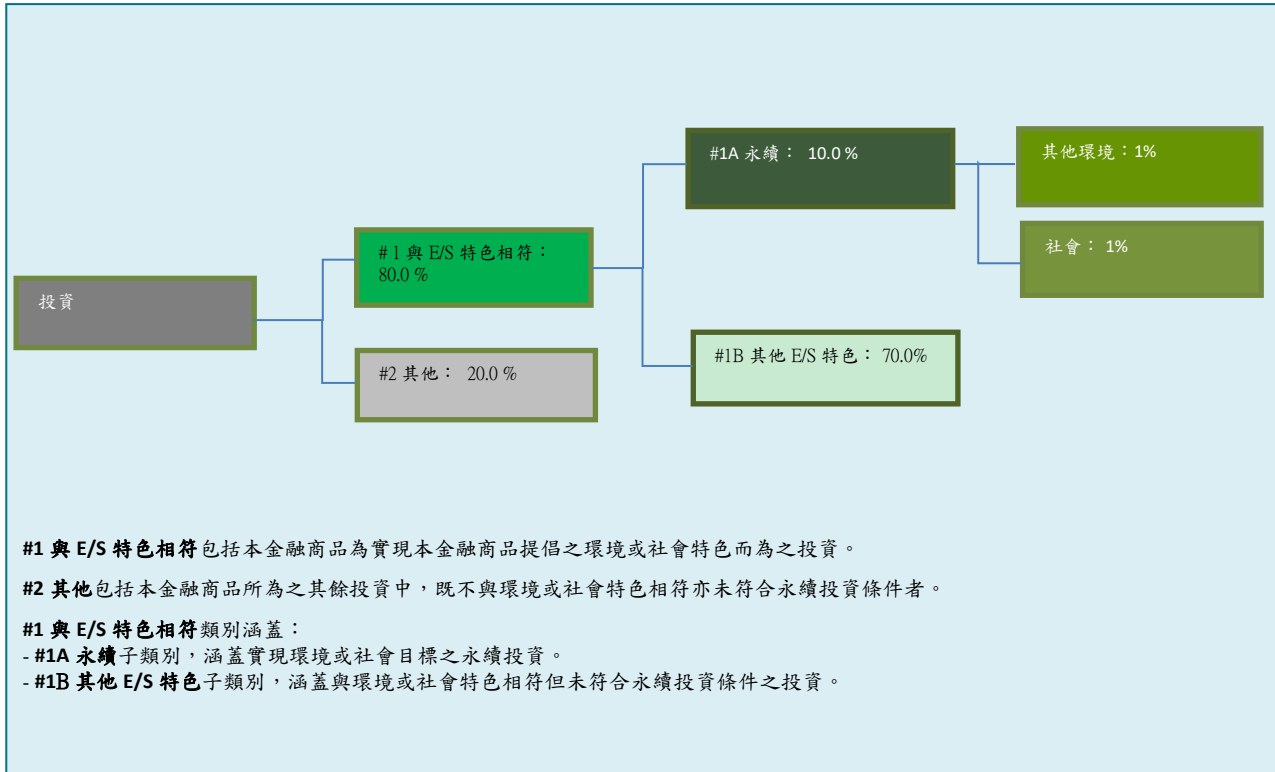 投資
# 1 與 E/S 特色相符：
80.0 %
#2 其他： 20.0 %
#1A 永續： 10.0 %
#1B 其他 E/S 特色： 70.0%
其他環境：1%
社會： 1%
#1 與 E/S 特色相符包括本金融商品為實現本金融商品提倡之環境或社會特色而為之投資。
#2 其他包括本金融商品所為之其餘投資中，既不與環境或社會特色相符亦未符合永續投資條件者。
#1 與 E/S 特色相符類別涵蓋：
- #1A 永續子類別，涵蓋實現環境或社會目標之永續投資。
- #1B 其他 E/S 特色子類別，涵蓋與環境或社會特色相符但未符合永續投資條件之投資。